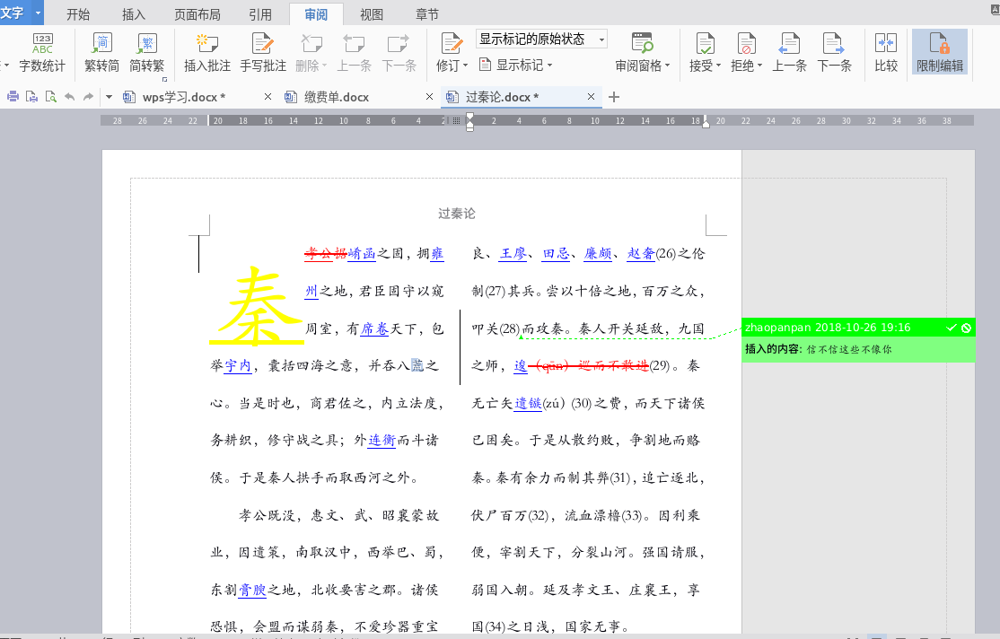 文字 开始 插入 页面布局 引用 审阅 视图 章节
字数统计 繁转简 简转繁 插入批注 手写批注 删除 上一条 下一条 修订 显示标记的原始状态 显示标记 审阅窗格 接受 拒绝 上一条 下一条 比较 限制编辑
wps学习.docx * 缴费单.docx 过秦论.docx *
28 26 24 22 20 18 16 14 12 10 8 6 4 2 2 4 6 8 10 12 14 16 18 20 22 24 26 28 30 32 34 36 38
过秦论
秦
孝公据崤函之固，拥雍
州之地，君臣固守以窥
周室，有席卷天下，包
举宇内，囊括四海之意，并吞八荒之
心。当是时也，商君佐之，内立法度，
务耕织，修守战之具；外连衡而斗诸
侯。于是秦人拱手而取西河之外。
孝公既没，惠文、武、昭襄蒙故
业，因遗策，南取汉中，西举巴、蜀，
东割膏腴之地，北收要害之郡。诸侯
恐惧，会盟而谋弱秦，不爱珍器重宝
良、王廖、田忌、廉颇、赵奢(26)之伦
制(27)其兵。尝以十倍之地，百万之众，
叩关(28)而攻秦。秦人开关延敌，九国
之师，逡（qūn）巡而不敢进(29)。秦
无亡矢遗镞(zú）(30)之费，而天下诸侯
已困矣。于是从散约败，争割地而赂
秦。秦有余力而制其弊(31)，追亡逐北，
伏尸百万(32)，流血漂橹(33)。因利乘
便，宰割天下，分裂山河。强国请服，
弱国入朝。延及孝文王、庄襄王，享
国(34)之日浅，国家无事。
zhaopanpan 2018-10-26 19:16
插入的内容: 信不信这些不像你